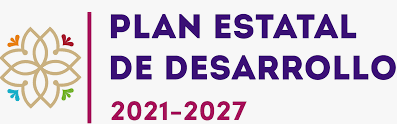 PLAN ESTATAL
DE DESARROLLO
2021-2027